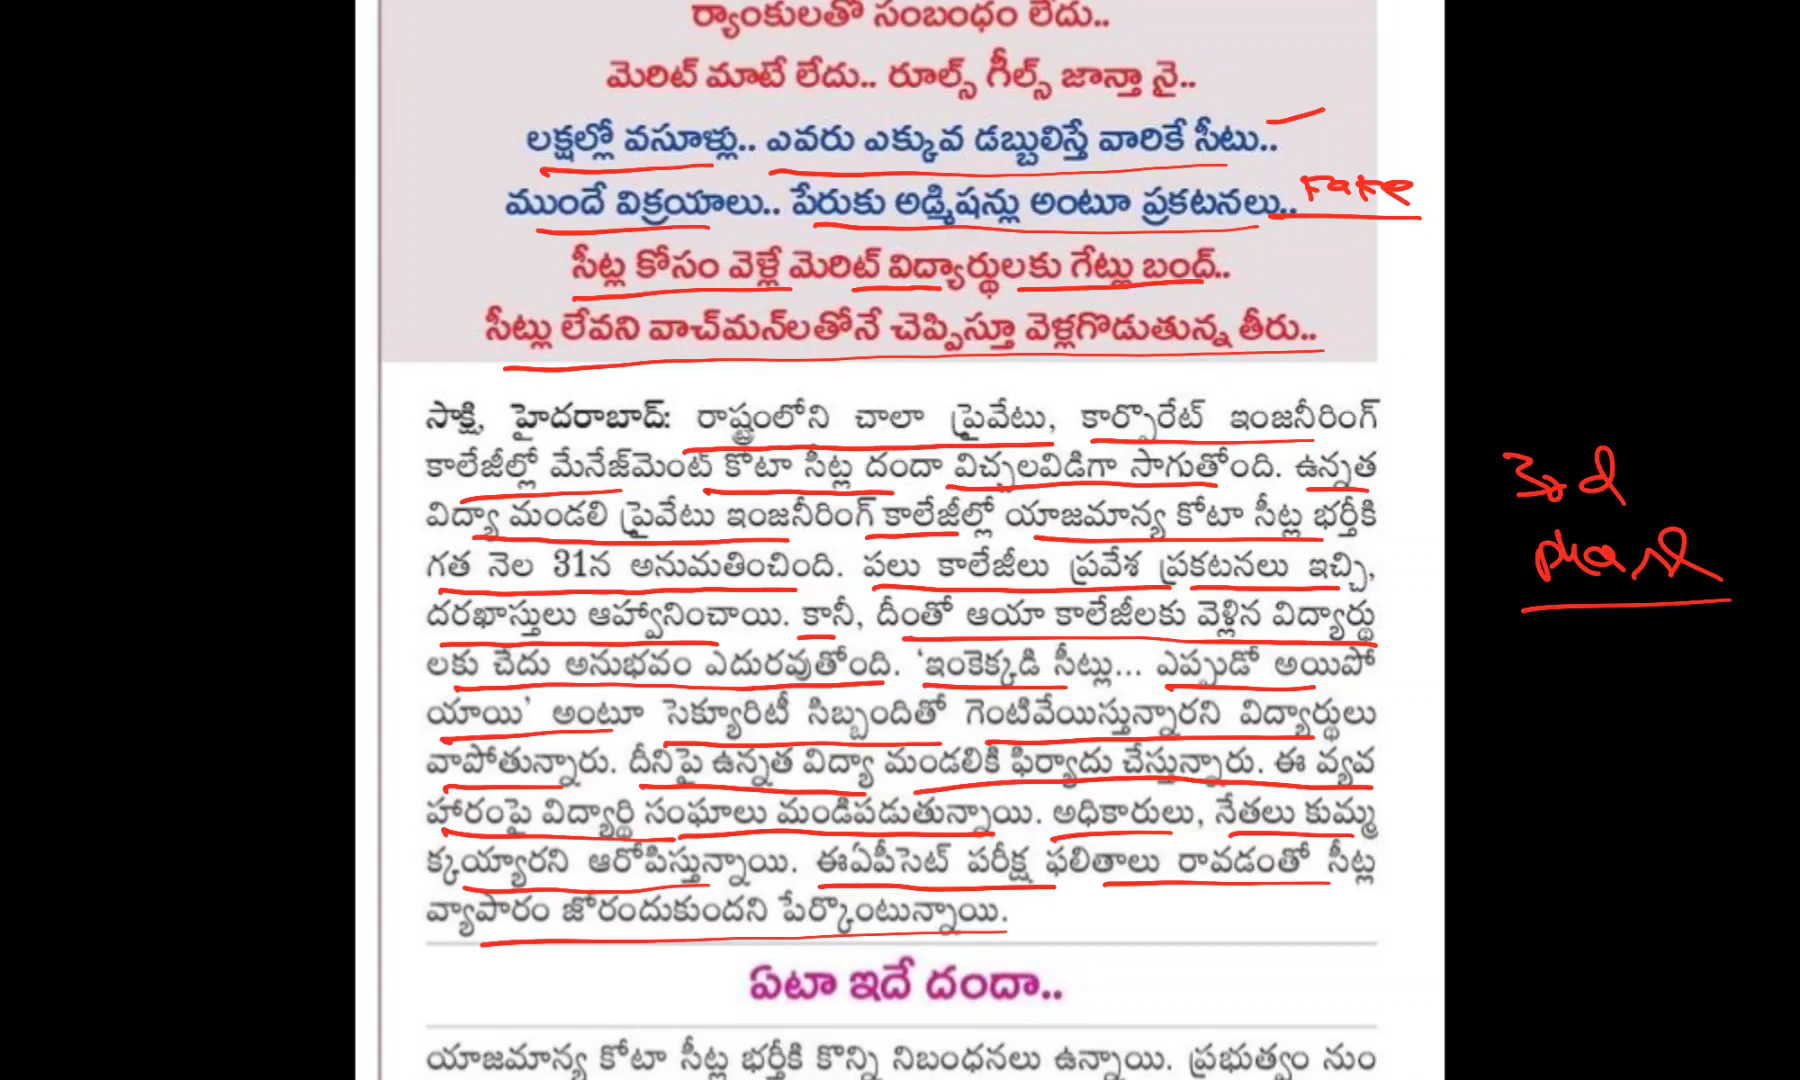 ర్యాంకులతో సంబంధం లేదు..
మెరిట్ మాటే లేదు.. రూల్స్ గీల్స్ జాన్తా నై..
లక్షల్లో వసూళ్లు.. ఎవరు ఎక్కువ డబ్బులిస్తే వారికే సీటు..
ముందే విక్రయాలు.. పేరుకు అడ్మిషన్లు అంటూ ప్రకటనలు.. Fake
సీట్ల కోసం వెళ్లే మెరిట్ విద్యార్థులకు గేట్లు బంద్..
సీట్లు లేవని వాచ్‌మన్‌లతోనే చెప్పిస్తూ వెళ్లగొడుతున్న తీరు..
సాక్షి, హైదరాబాద్: రాష్ట్రంలోని చాలా ప్రైవేటు, కార్పొరేట్ ఇంజనీరింగ్
కాలేజీల్లో మేనేజ్‌మెంట్ కోటా సీట్ల దందా విచ్చలవిడిగా సాగుతోంది. ఉన్నత
విద్యా మండలి ప్రైవేటు ఇంజనీరింగ్ కాలేజీల్లో యాజమాన్య కోటా సీట్ల భర్తీకి
గత నెల 31న అనుమతించింది. పలు కాలేజీలు ప్రవేశ ప్రకటనలు ఇచ్చి,
దరఖాస్తులు ఆహ్వానించాయి. కానీ, దీంతో ఆయా కాలేజీలకు వెళ్లిన విద్యార్థు
లకు చేదు అనుభవం ఎదురవుతోంది. ‘ఇంకెక్కడి సీట్లు... ఎప్పుడో అయిపో
యాయి’ అంటూ సెక్యూరిటీ సిబ్బందితో గెంటివేయిస్తున్నారని విద్యార్థులు
వాపోతున్నారు. దీనిపై ఉన్నత విద్యా మండలికి ఫిర్యాదు చేస్తున్నారు. ఈ వ్యవ
హారంపై విద్యార్థి సంఘాలు మండిపడుతున్నాయి. అధికారులు, నేతలు కుమ్మ
క్కయ్యారని ఆరోపిస్తున్నాయి. ఈఏపీసెట్ పరీక్ష ఫలితాలు రావడంతో సీట్ల
వ్యాపారం జోరందుకుందని పేర్కొంటున్నాయి.
ఏటా ఇదే దందా..
యాజమాన్య కోటా సీట్ల భర్తీకి కొన్ని నిబంధనలు ఉన్నాయి. ప్రభుత్వం నుం
3rd
phase